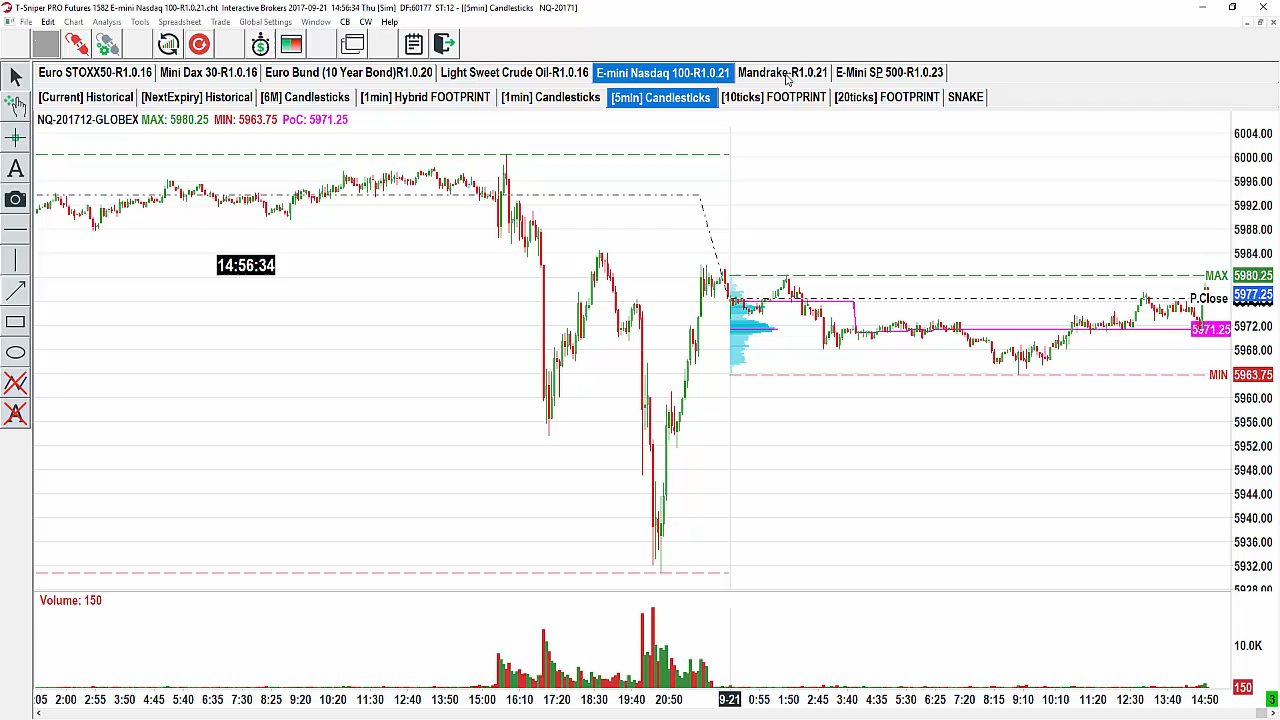 T-Sniper PRO Futures 1582 E-mini Nasdaq 100-R1.0.21.cht Interactive Brokers 2017-09-21 14:56:34 Thu [Sim] DF:60177 ST:12 - [[5min] Candlesticks NQ-20171]
File Edit Chart Analysis Tools Spreadsheet Trade Global Settings Window CB CW Help
Euro STOXX50-R1.0.16 Mini Dax 30-R1.0.16 Euro Bund (10 Year Bond)R1.0.20 Light Sweet Crude Oil-R1.0.16 E-mini Nasdaq 100-R1.0.21 Mandrake-R1.0.21 E-Mini SP 500-R1.0.23
[Current] Historical [NextExpiry] Historical [6M] Candlesticks [1min] Hybrid FOOTPRINT [1min] Candlesticks [5min] Candlesticks [10ticks] FOOTPRINT [20ticks] FOOTPRINT SNAKE
NQ-201712-GLOBEX MAX: 5980.25 MIN: 5963.75 PoC: 5971.25
6004.00
6000.00
5996.00
5992.00
5988.00
5984.00
14:56:34
MAX 5980.25
5977.25
P.Close
5972.00
5971.25
5968.00
MIN 5963.75
5960.00
5956.00
5952.00
5948.00
5944.00
5940.00
5936.00
5932.00
5928.00
Volume: 150
10.0K
150
:05 2:00 2:55 3:50 4:45 5:40 6:35 7:30 8:25 9:20 10:20 11:30 12:40 14:40 16:10 17:20 18:30 19:40 20:50 9-21 0:55 1:50 2:45 3:40 4:35 5:30 6:25 7:20 8:15 9:10 10:10 11:20 12:30 13:40 14:50
3